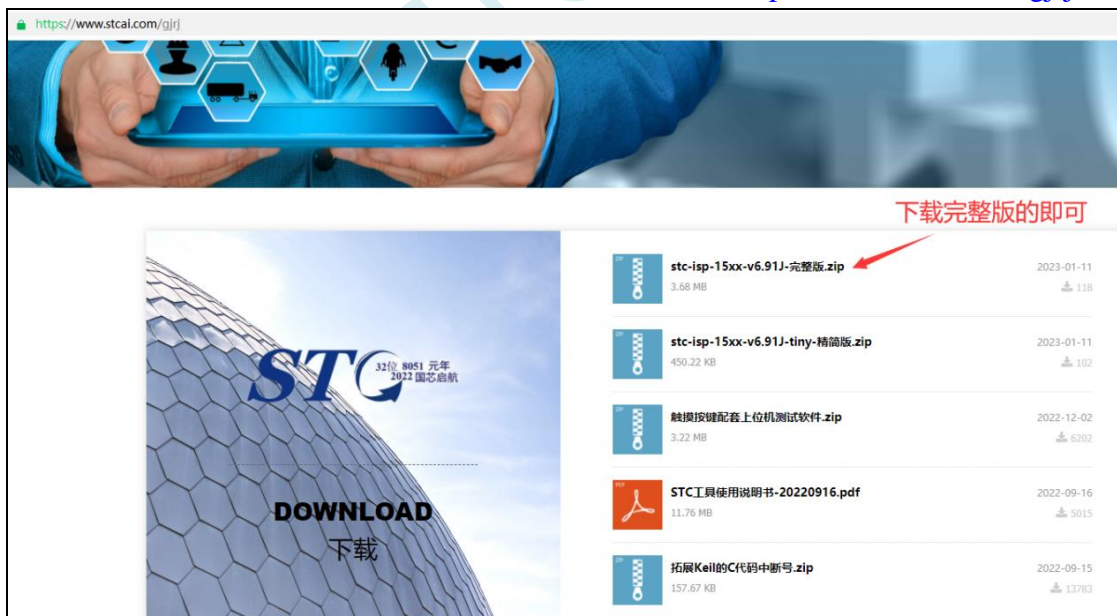 https://www.stcai.com/gjrj
下载完整版的即可
stc-isp-15xx-v6.91J-完整版.zip
2023-01-11
3.68 MB
118
stc-isp-15xx-v6.91J-tiny-精简版.zip
2023-01-11
450.22 KB
102
STC
32位 8051 元年
2022 国芯启航
触摸按键配套上位机测试软件.zip
2022-12-02
3.22 MB
6202
DOWNLOAD
下载
STC工具使用说明书-20220916.pdf
2022-09-16
11.76 MB
5015
拓展Keil的C代码中断号.zip
2022-09-15
157.67 KB
13783